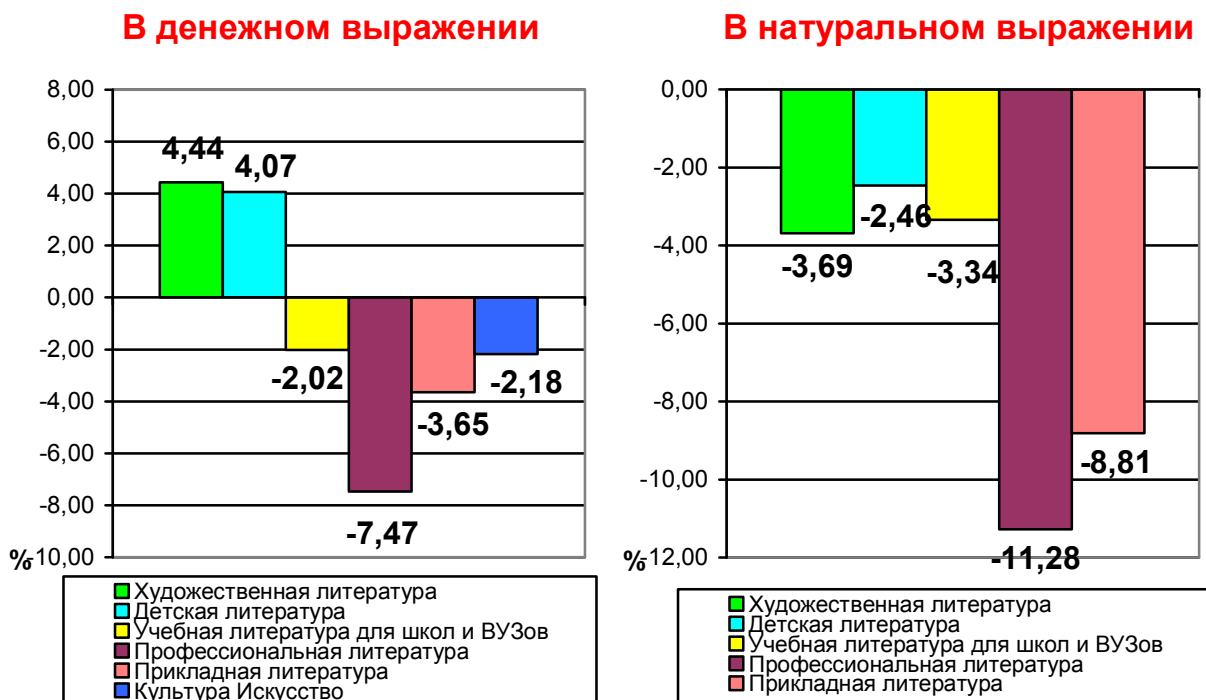 В денежном выражении
8,00
6,00
4,00
2,00
0,00
-2,00
-4,00
-6,00
-8,00
-10,00
%
4,44
4,07
-2,02
-7,47
-3,65
-2,18
Художественная литература
Детская литература
Учебная литература для школ и ВУЗов
Профессиональная литература
Прикладная литература
Культура Искусство
В натуральном выражении
0,00
-2,00
-4,00
-6,00
-8,00
-10,00
-12,00
%
-3,69
-2,46
-3,34
-11,28
-8,81
Художественная литература
Детская литература
Учебная литература для школ и ВУЗов
Профессиональная литература
Прикладная литература